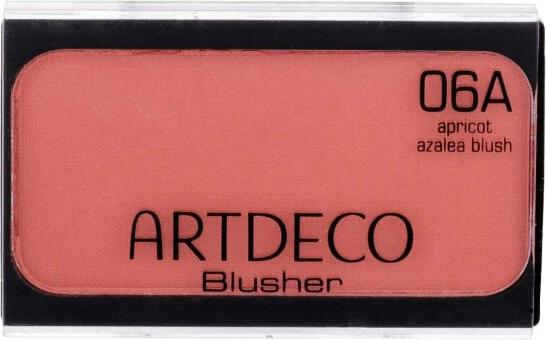 06A
apricot
azalea blush
ARTDECO
Blusher